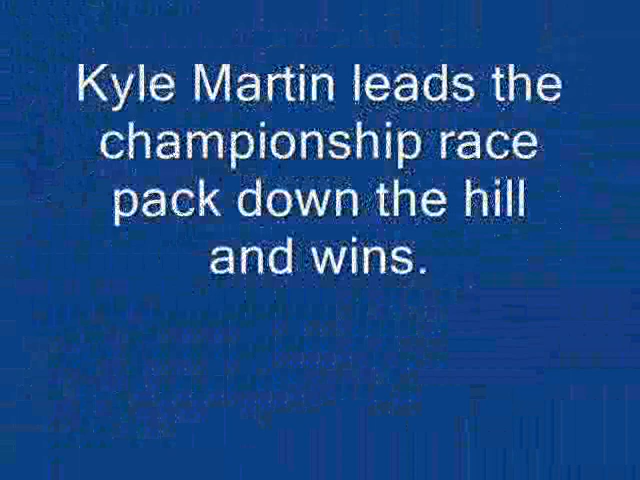 Kyle Martin leads the
championship race
pack down the hill
and wins.